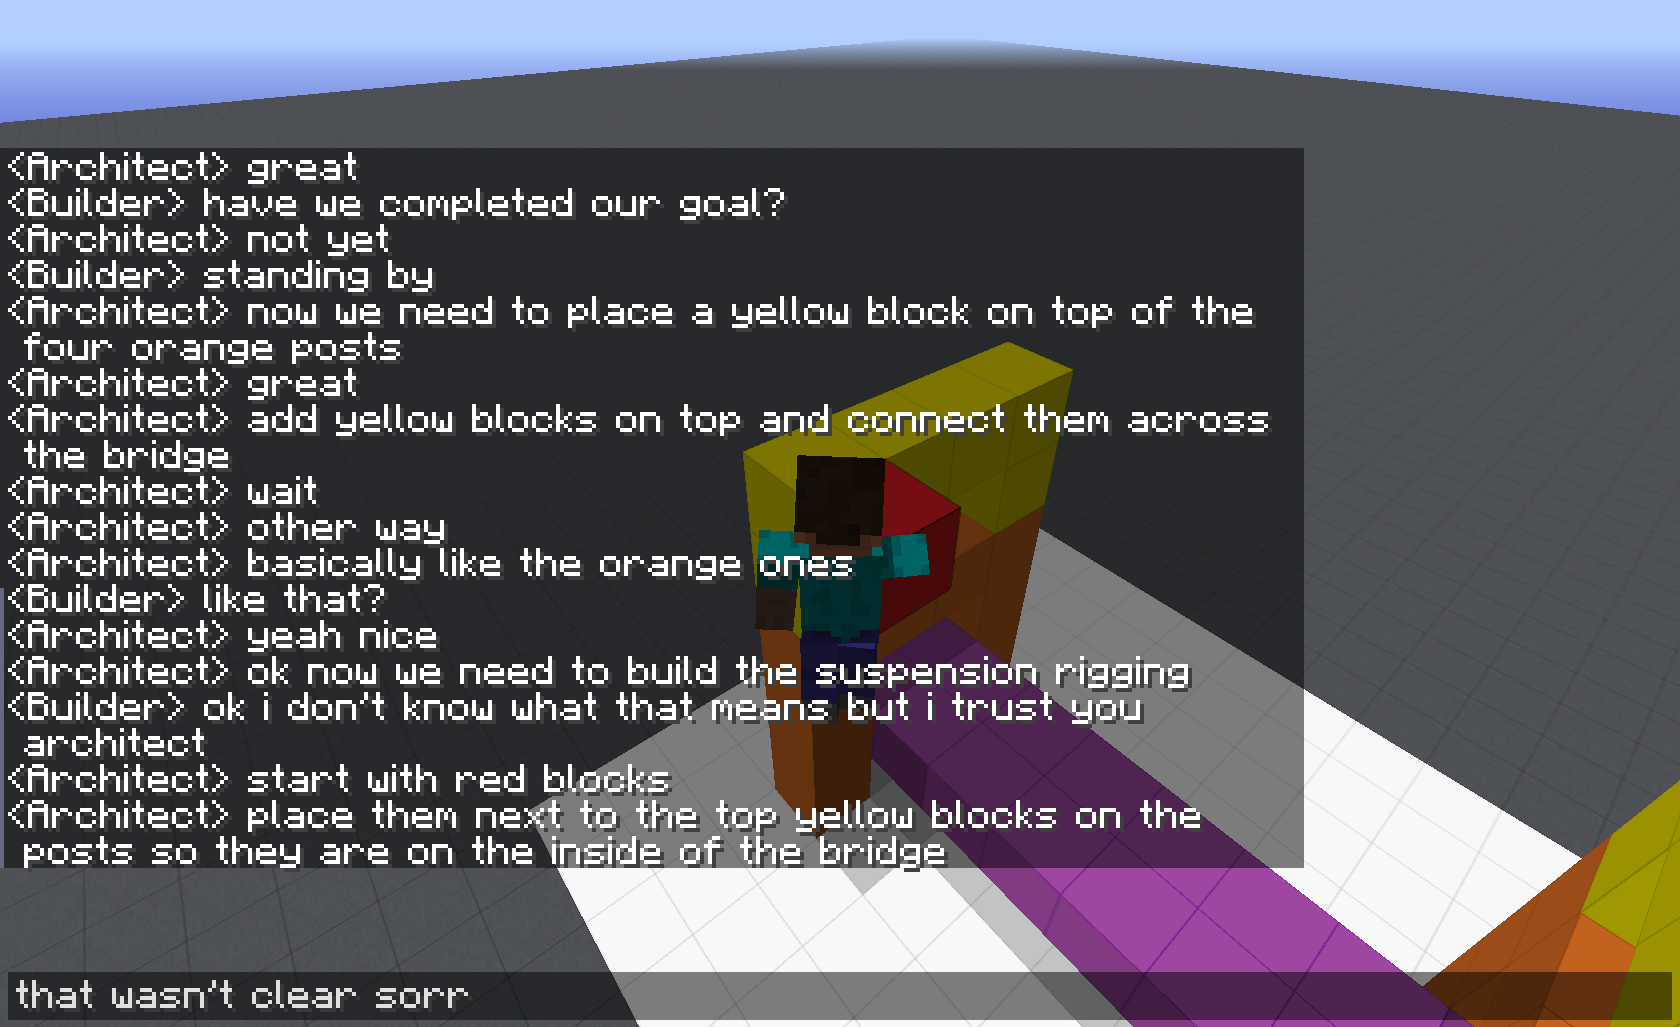 <Architect> great
<Builder> have we completed our goal?
<Architect> not yet
<Builder> standing by
<Architect> now we need to place a yellow block on top of the
four orange posts
<Architect> great
<Architect> add yellow blocks on top and connect them across
the bridge
<Architect> wait
<Architect> other way
<Architect> basically like the orange ones
<Builder> like that?
<Architect> yeah nice
<Architect> ok now we need to build the suspension rigging
<Builder> ok i don't know what that means but i trust you
architect
<Architect> start with red blocks
<Architect> place them next to the top yellow blocks on the
posts so they are on the inside of the bridge
that wasn't clear sorr